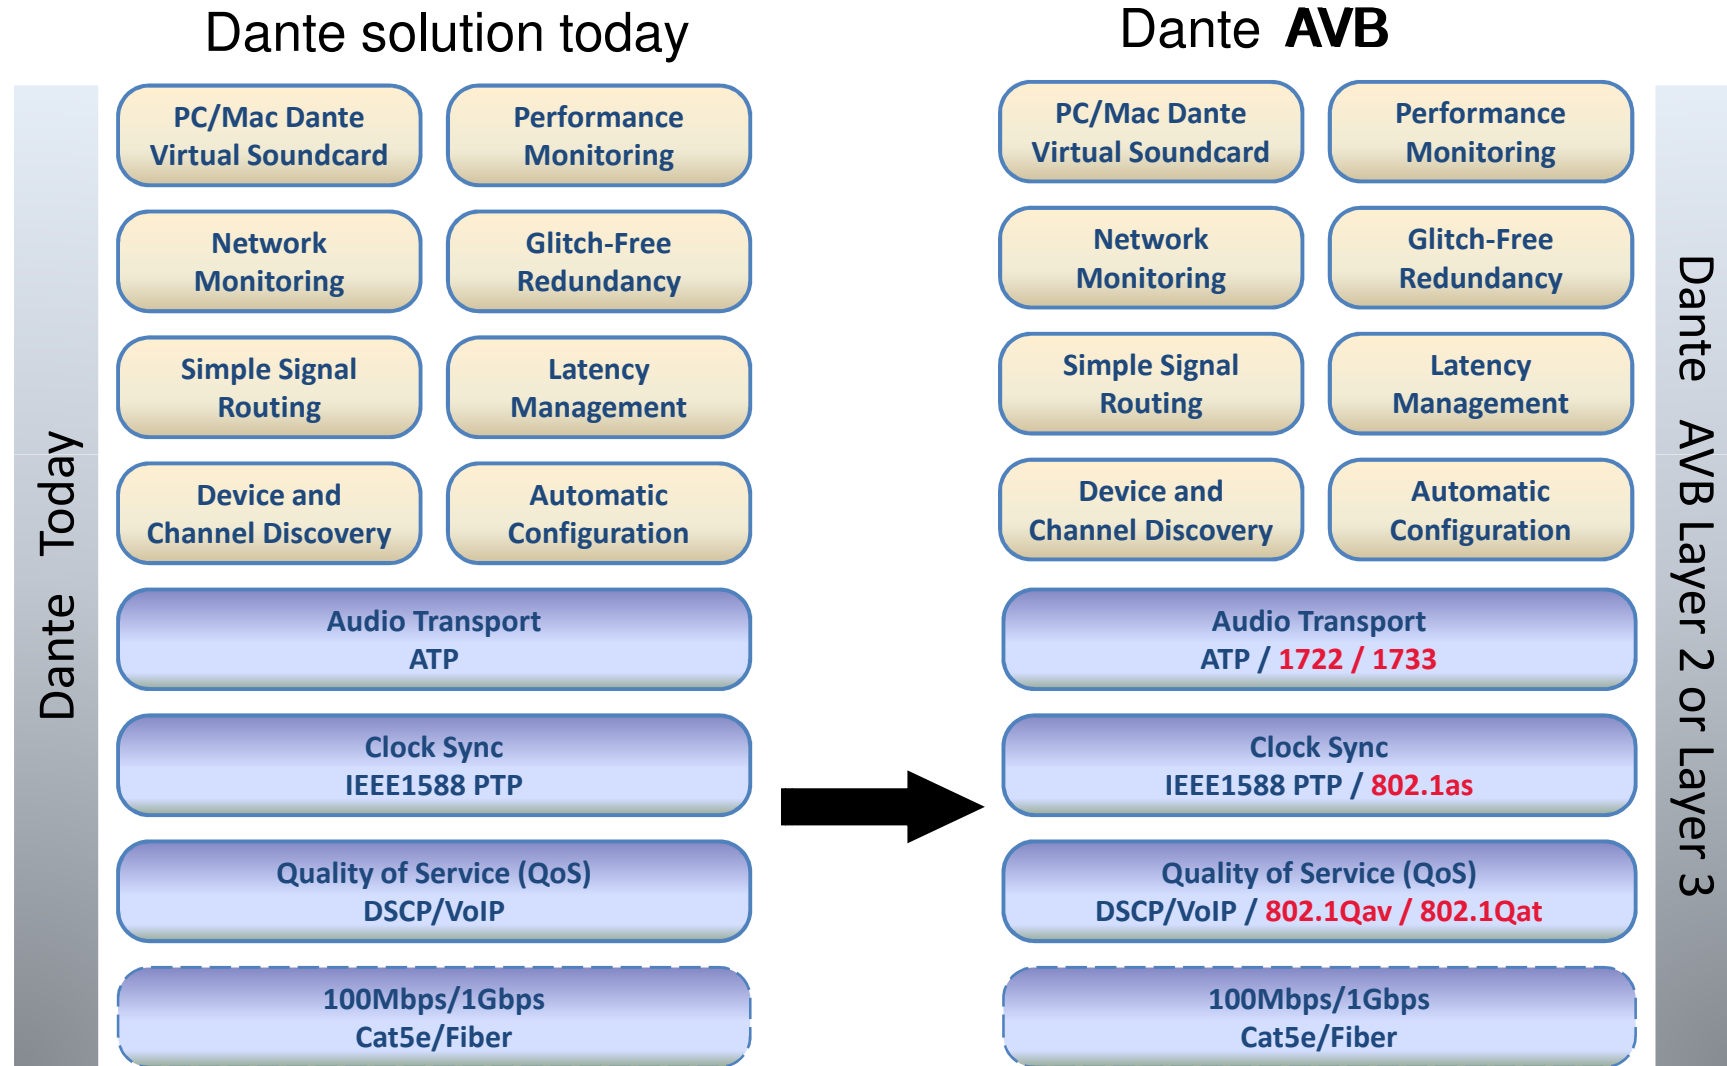 Dante solution today
Dante Today
PC/Mac Dante
Virtual Soundcard
Performance
Monitoring
Network
Monitoring
Glitch-Free
Redundancy
Simple Signal
Routing
Latency
Management
Device and
Channel Discovery
Automatic
Configuration
Audio Transport
ATP
Clock Sync
IEEE1588 PTP
Quality of Service (QoS)
DSCP/VoIP
100Mbps/1Gbps
Cat5e/Fiber
Dante AVB
PC/Mac Dante
Virtual Soundcard
Performance
Monitoring
Network
Monitoring
Glitch-Free
Redundancy
Simple Signal
Routing
Latency
Management
Device and
Channel Discovery
Automatic
Configuration
Audio Transport
ATP / 1722 / 1733
Clock Sync
IEEE1588 PTP / 802.1as
Quality of Service (QoS)
DSCP/VoIP / 802.1Qav / 802.1Qat
100Mbps/1Gbps
Cat5e/Fiber
Dante AVB Layer 2 or Layer 3